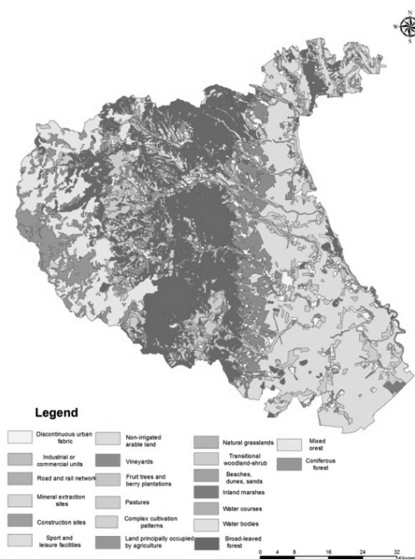 N
S
Legend
Discontinuous urban
fabric
Industrial or
commercial units
Road and rail network
Mineral extraction
sites
Construction sites
Sport and
leisure facilities
Non-irrigated
arable land
Vineyards
Fruit trees and
berry plantations
Pastures
Complex cultivation
patterns
Land principally occupied
by agriculture
Natural grasslands
Transitional
woodland-shrub
Beaches,
dunes, sands
Inland marshes
Water courses
Water bodies
Broad-leaved
forest
Mixed
orest
Coniferous
forest
0 4 8 16 24 32